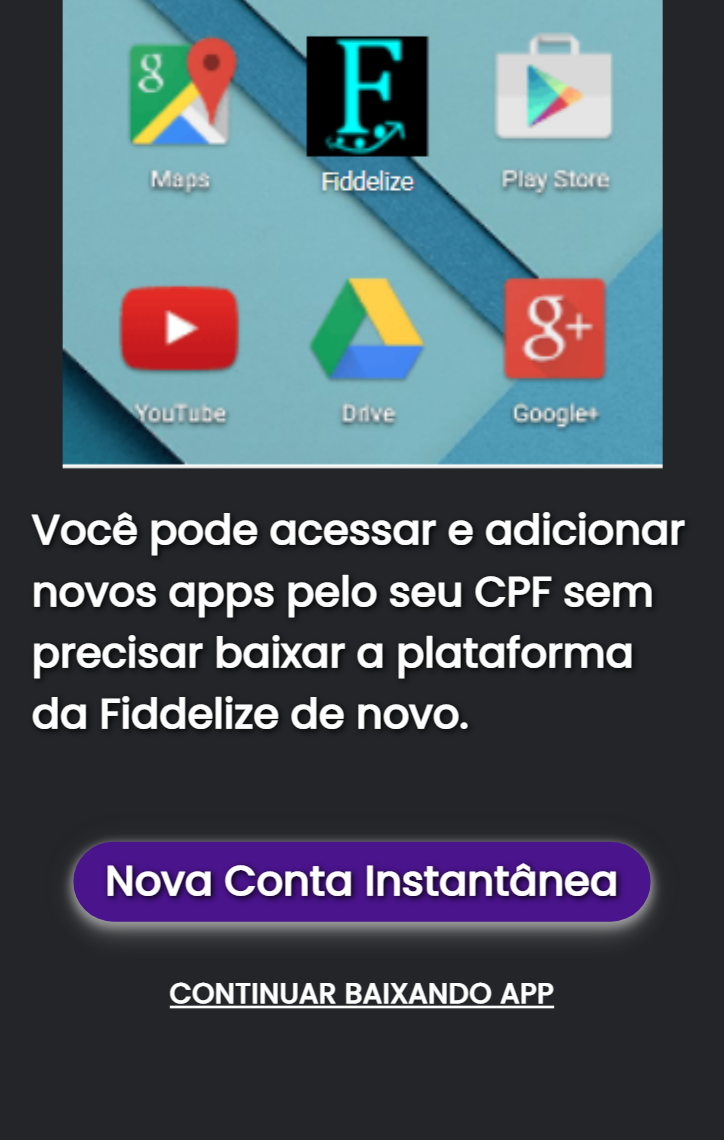 g
F
Maps
Fiddelize
Play Store
g+
YouTube
Drive
Google+
Você pode acessar e adicionar
novos apps pelo seu CPF sem
precisar baixar a plataforma
da Fiddelize de novo.
Nova Conta Instantânea
CONTINUAR BAIXANDO APP